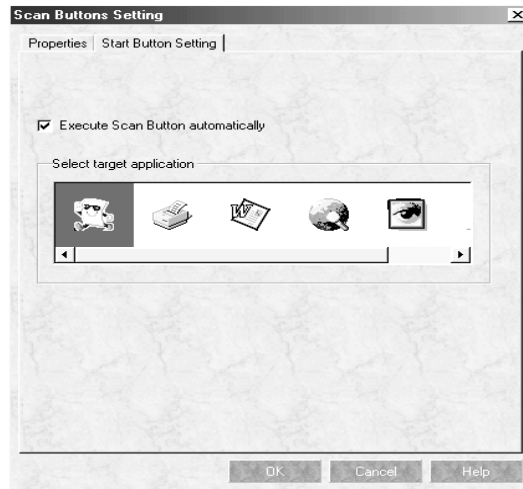 Scan Buttons Setting
Properties
Start Button Setting
Execute Scan Button automatically
Select target application
W
OK
Cancel
Help